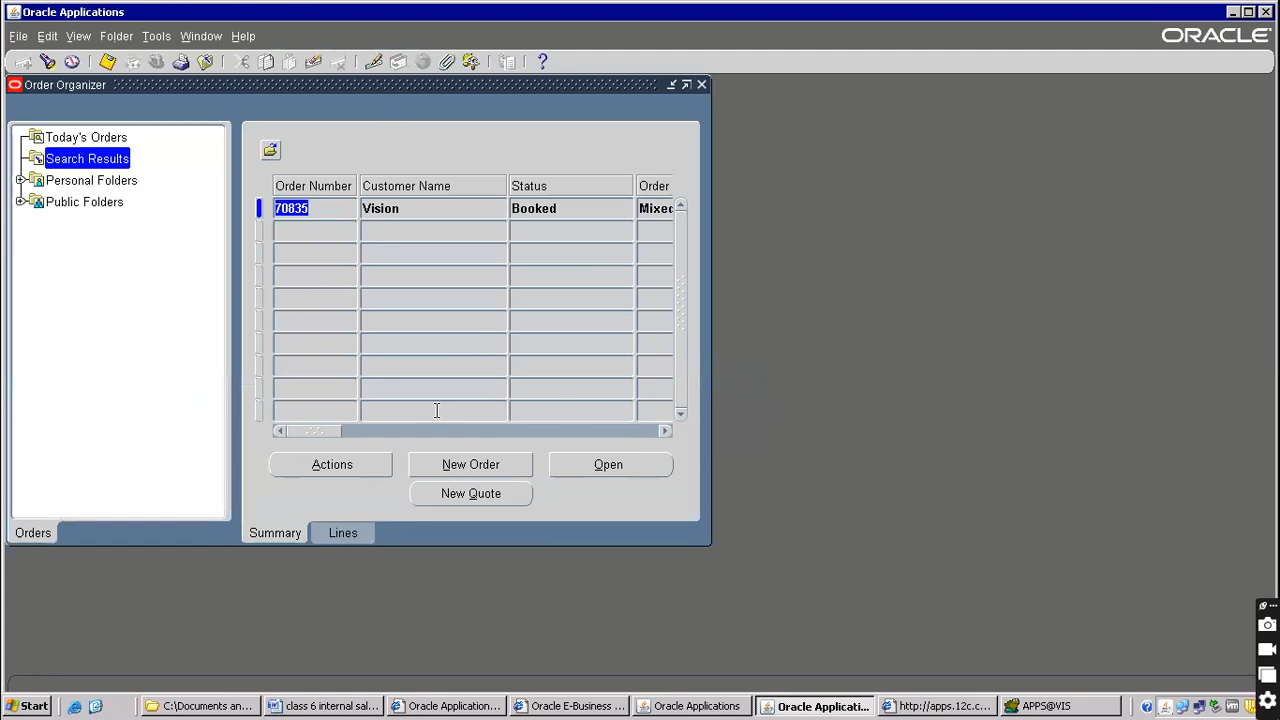 Oracle Applications
File Edit View Folder Tools Window Help
ORACLE
Order Organizer
Today's Orders
Search Results
Personal Folders
Public Folders
Order Number Customer Name Status Order
70835 Vision Booked Mixed
Actions New Order Open
New Quote
Orders Summary Lines
Start C:\Documents an... class 6 internal sal... Oracle Application... Oracle Applications Oracle Applicati... http://apps.12c.c... APPS@VIS